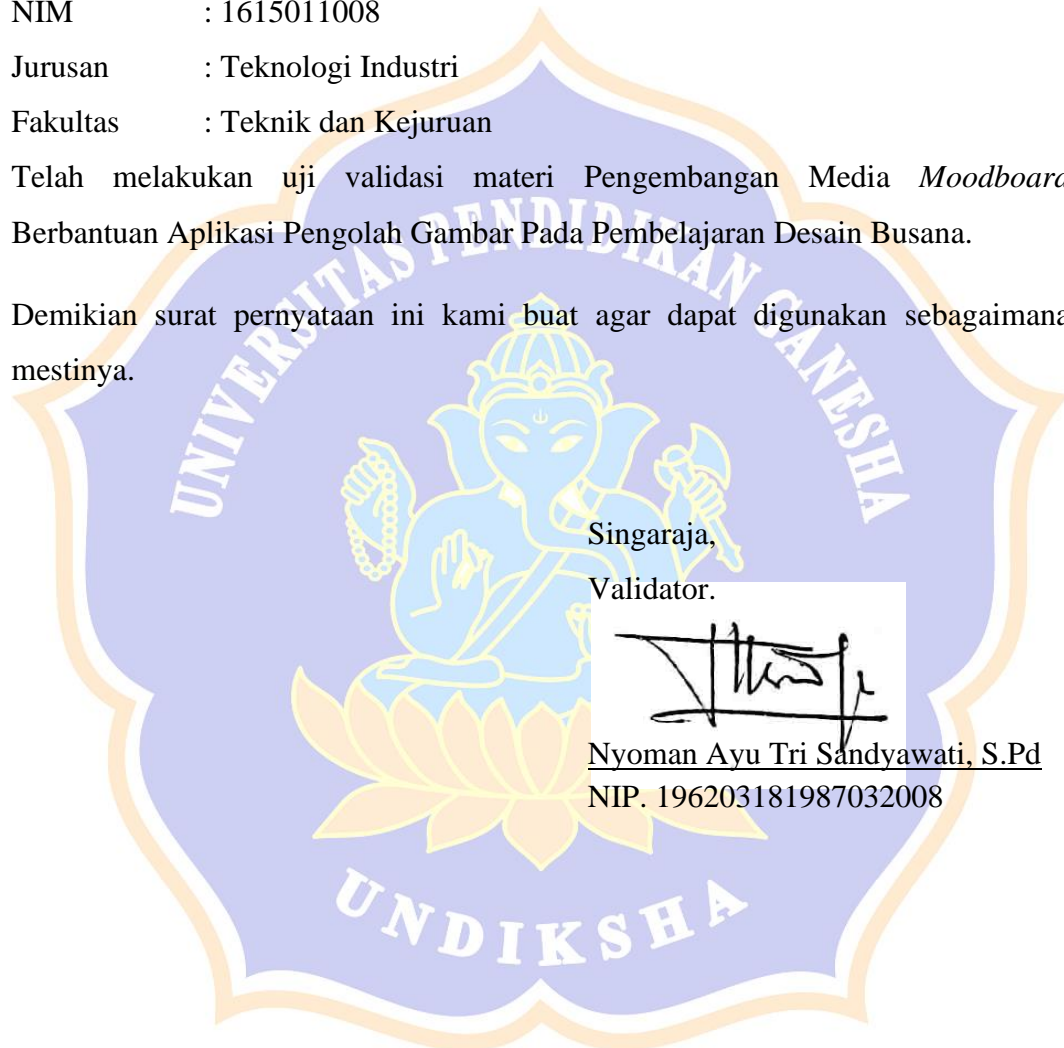 NIM : 1615011008
Jurusan : Teknologi Industri
Fakultas : Teknik dan Kejuruan
Telah melakukan uji validasi materi Pengembangan Media Moodboard
Berbantuan Aplikasi Pengolah Gambar Pada Pembelajaran Desain Busana.
UNIVERSITAS PENDIDIKAN GANESHA
Demikian surat pernyataan ini kami buat agar dapat digunakan sebagaimana
mestinya.
Singaraja,
Validator.
Nyoman Ayu Tri Sandyawati, S.Pd
NIP. 196203181987032008
UNDIKSHA